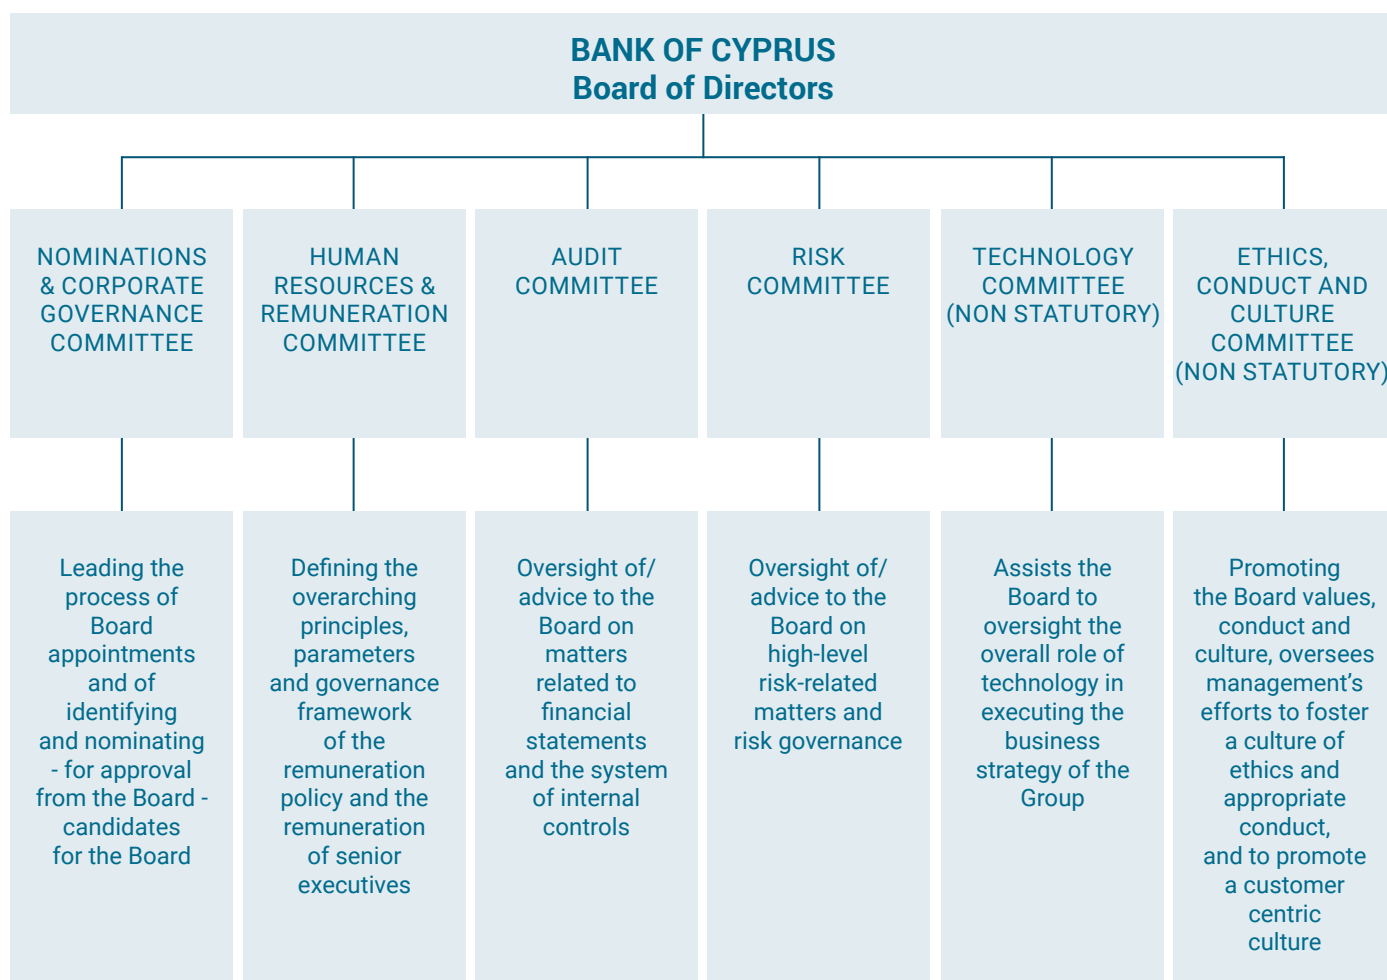 BANK OF CYPRUS
Board of Directors
NOMINATIONS
& CORPORATE
GOVERNANCE
COMMITTEE
HUMAN
RESOURCES &
REMUNERATION
COMMITTEE
AUDIT
COMMITTEE
RISK
COMMITTEE
TECHNOLOGY
COMMITTEE
(NON STATUTORY)
ETHICS,
CONDUCT AND
CULTURE
COMMITTEE
(NON STATUTORY)
Leading the
process of
Board
appointments
and of
identifying
and nominating
- for approval
from the Board -
candidates
for the Board
Defining the
overarching
principles,
parameters
and governance
framework
of the
remuneration
policy and the
remuneration
of senior
executives
Oversight of/
advice to the
Board on
matters
related to
financial
statements
and the system
of internal
controls
Oversight of/
advice to the
Board on
high-level
risk-related
matters and
risk governance
Assists the
Board to
oversight the
overall role of
technology in
executing the
business
strategy of the
Group
Promoting
the Board values,
conduct and
culture, oversees
management’s
efforts to foster
a culture of
ethics and
appropriate
conduct,
and to promote
a customer
centric
culture